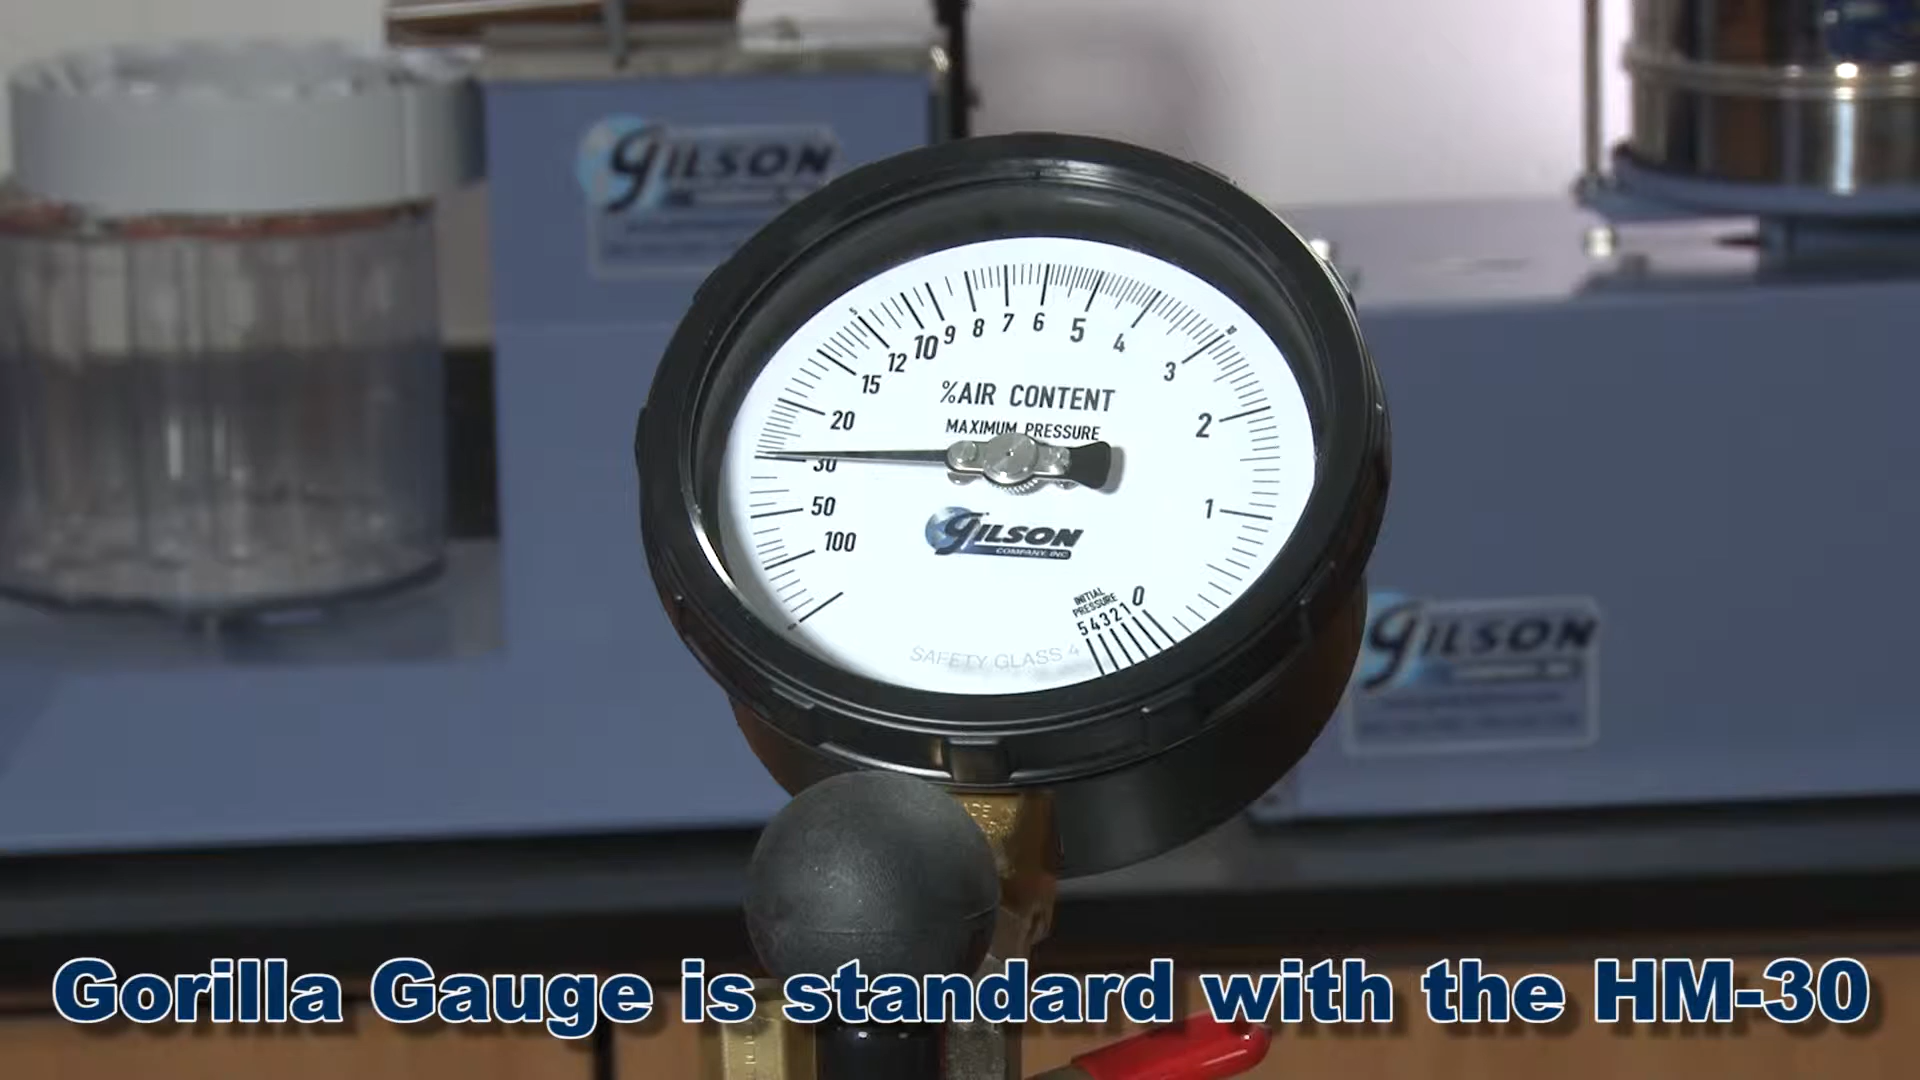 GILSON
10 9 8 7 6 5 4 3 2 1 0
12
15
20
30
50
100
%AIR CONTENT
MAXIMUM PRESSURE
GILSON
COMPANY, INC
INITIAL
PRESSURE
5 4 3 2 1
SAFETY GLASS 4
GILSON
Gorilla Gauge is standard with the HM-30